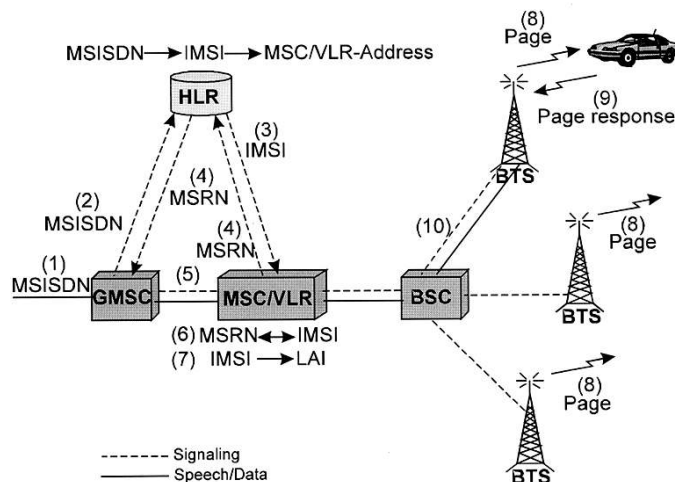 (8)
Page
MSISDN IMSI MSC/VLR-Address
HLR
(9)
Page response
(3)
IMSI
(2)
MSISDN
(4)
MSRN
(4)
MSRN
BTS
(10)
(8)
Page
(1)
MSISDN
GMSC
(5)
MSC/VLR
BSC
BTS
(6) MSRN IMSI
(7) IMSI LAI
(8)
Page
Signaling
Speech/Data
BTS